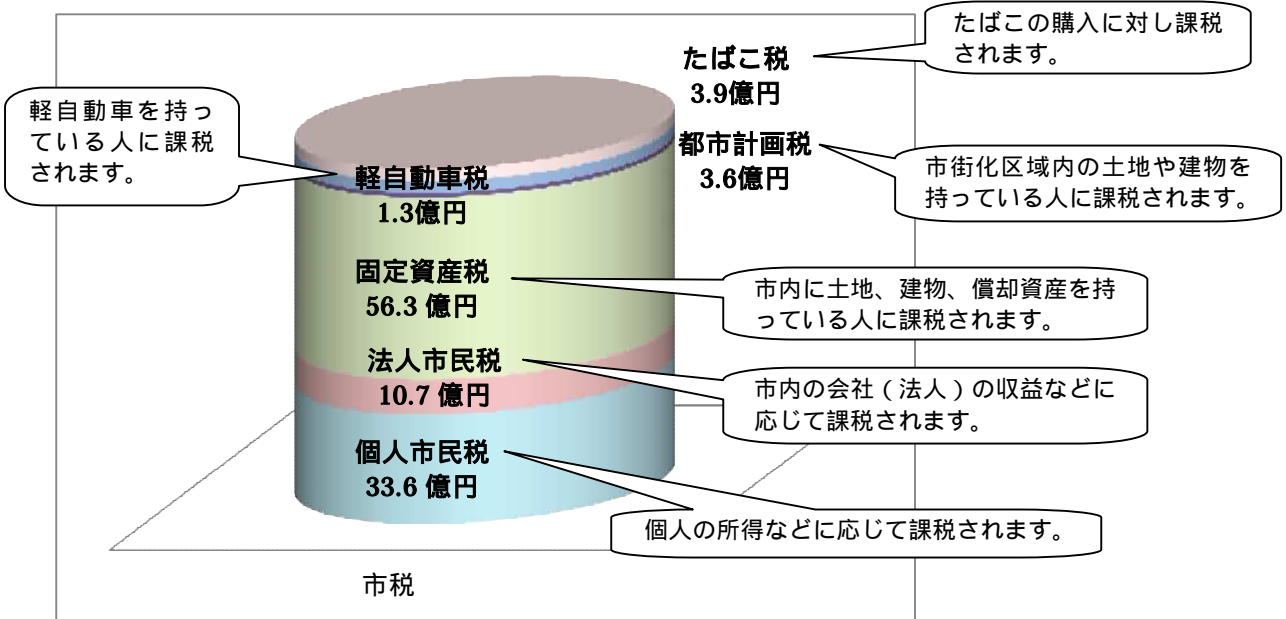 たばこの購入に対し課税
されます。
たばこ税
3.9億円
軽自動車を持っ
ている人に課税
されます。
都市計画税
3.6億円
市街化区域内の土地や建物を
持っている人に課税されます。
軽自動車税
1.3億円
固定資産税
56.3 億円
市内に土地、建物、償却資産を持
っている人に課税されます。
法人市民税
10.7 億円
市内の会社（法人）の収益などに
応じて課税されます。
個人市民税
33.6 億円
個人の所得などに応じて課税されます。
市税